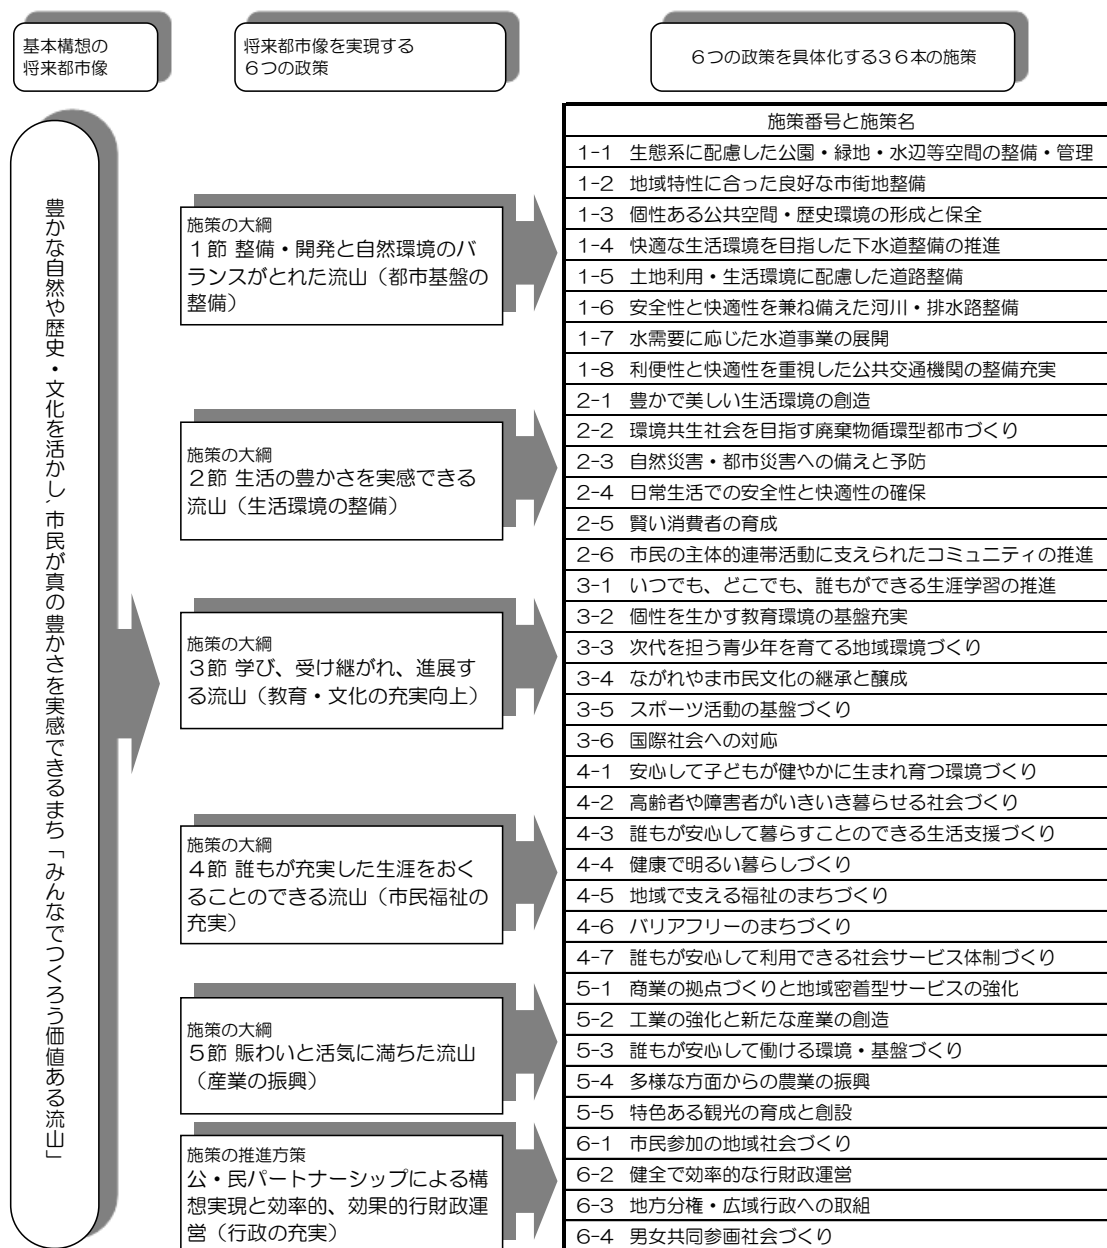 基本構想の
将来都市像
将来都市像を実現する
６つの政策
６つの政策を具体化する３６本の施策
豊かな自然や歴史・文化を活かし、市民が真の豊かさを実感できるまち「みんなでつくろう価値ある流山」
施策の大綱
１節 整備・開発と自然環境のバ
ランスがとれた流山（都市基盤の
整備）
施策の大綱
２節 生活の豊かさを実感できる
流山（生活環境の整備）
施策の大綱
３節 学び、受け継がれ、進展す
る流山（教育・文化の充実向上）
施策の大綱
４節 誰もが充実した生涯をおく
ることのできる流山（市民福祉の
充実）
施策の大綱
５節 賑わいと活気に満ちた流山
（産業の振興）
施策の推進方策
公・民パートナーシップによる構
想実現と効率的、効果的行財政運
営（行政の充実）
施策番号と施策名
1-1 生態系に配慮した公園・緑地・水辺等空間の整備・管理
1-2 地域特性に合った良好な市街地整備
1-3 個性ある公共空間・歴史環境の形成と保全
1-4 快適な生活環境を目指した下水道整備の推進
1-5 土地利用・生活環境に配慮した道路整備
1-6 安全性と快適性を兼ね備えた河川・排水路整備
1-7 水需要に応じた水道事業の展開
1-8 利便性と快適性を重視した公共交通機関の整備充実
2-1 豊かで美しい生活環境の創造
2-2 環境共生社会を目指す廃棄物循環型都市づくり
2-3 自然災害・都市災害への備えと予防
2-4 日常生活での安全性と快適性の確保
2-5 賢い消費者の育成
2-6 市民の主体的連帯活動に支えられたコミュニティの推進
3-1 いつでも、どこでも、誰もができる生涯学習の推進
3-2 個性を生かす教育環境の基盤充実
3-3 次代を担う青少年を育てる地域環境づくり
3-4 ながれやま市民文化の継承と醸成
3-5 スポーツ活動の基盤づくり
3-6 国際社会への対応
4-1 安心して子どもが健やかに生まれ育つ環境づくり
4-2 高齢者や障害者がいきいき暮らせる社会づくり
4-3 誰もが安心して暮らすことのできる生活支援づくり
4-4 健康で明るい暮らしづくり
4-5 地域で支える福祉のまちづくり
4-6 バリアフリーのまちづくり
4-7 誰もが安心して利用できる社会サービス体制づくり
5-1 商業の拠点づくりと地域密着型サービスの強化
5-2 工業の強化と新たな産業の創造
5-3 誰もが安心して働ける環境・基盤づくり
5-4 多様な方面からの農業の振興
5-5 特色ある観光の育成と創設
6-1 市民参加の地域社会づくり
6-2 健全で効率的な行財政運営
6-3 地方分権・広域行政への取組
6-4 男女共同参画社会づくり